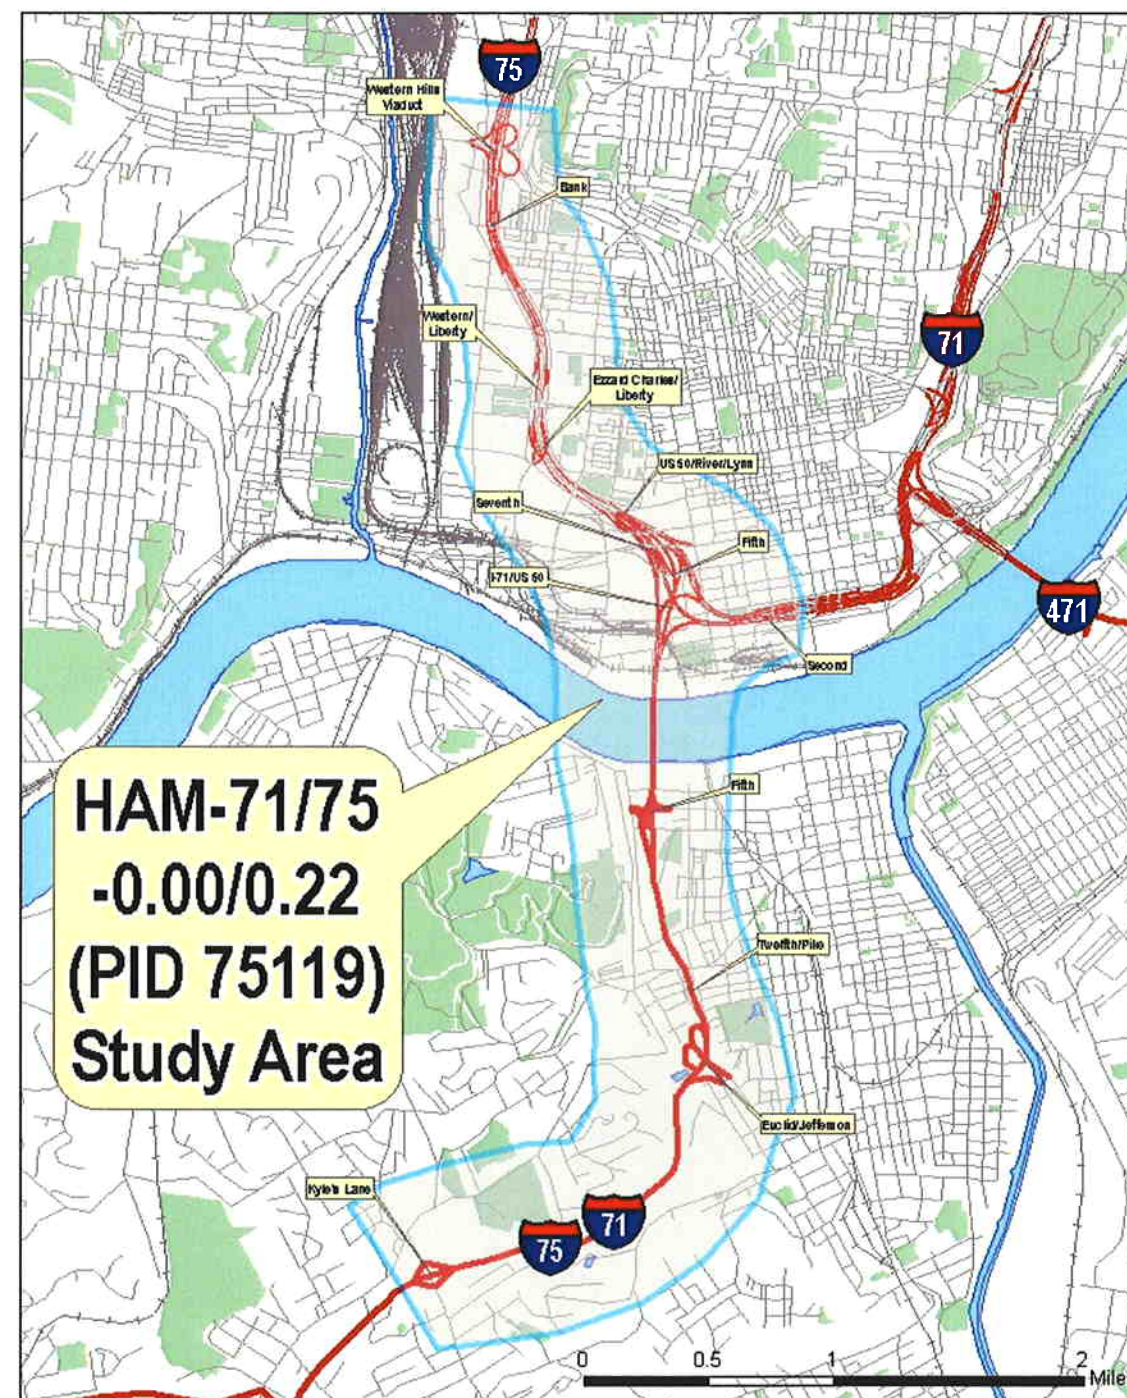 75
Western Hills
Viaduct
Bank
Western/
Liberty
71
Ezzard Charles/
Liberty
US 50/River/Lynn
Seventh
Fifth
I-71/US 50
471
Second
Fifth
HAM-71/75
-0.00/0.22
(PID 75119)
Study Area
Twelfth/Pike
Euclid/Jefferson
Kyle's Lane
71
75
0 0.5 1 2
Mile